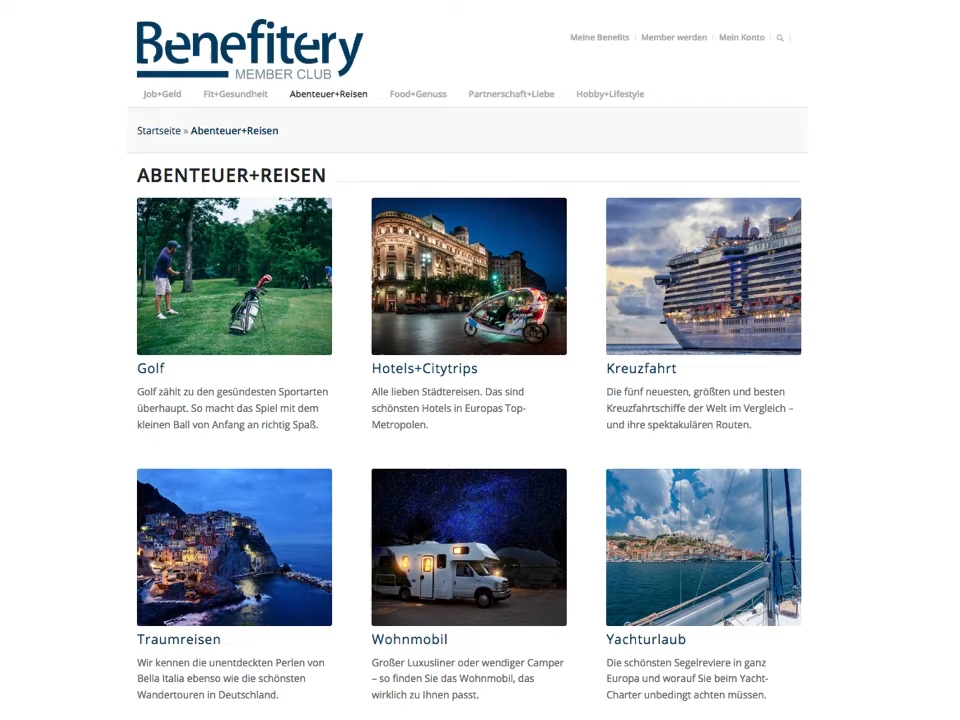 Benefitery
MEMBER CLUB
Meine Benefits | Member werden | Mein Konto
Job+Geld Fit+Gesundheit Abenteuer+Reisen Food+Genuss Partnerschaft+Liebe Hobby+Lifestyle
Startseite » Abenteuer+Reisen
ABENTEUER+REISEN
Golf
Golf zählt zu den gesündesten Sportarten
überhaupt. So macht das Spiel mit dem
kleinen Ball von Anfang an richtig Spaß.
Hotels+Citytrips
Alle lieben Städtereisen. Das sind
schönsten Hotels in Europas Top-
Metropolen.
Kreuzfahrt
Die fünf neuesten, größten und besten
Kreuzfahrtschiffe der Welt im Vergleich –
und ihre spektakulären Routen.
Traumreisen
Wir kennen die unentdeckten Perlen von
Bella Italia ebenso wie die schönsten
Wandertouren in Deutschland.
Wohnmobil
Großer Luxusliner oder wendiger Camper
– so finden Sie das Wohnmobil, das
wirklich zu Ihnen passt.
Yachturlaub
Die schönsten Segelreviere in ganz
Europa und worauf Sie beim Yacht-
Charter unbedingt achten müssen.